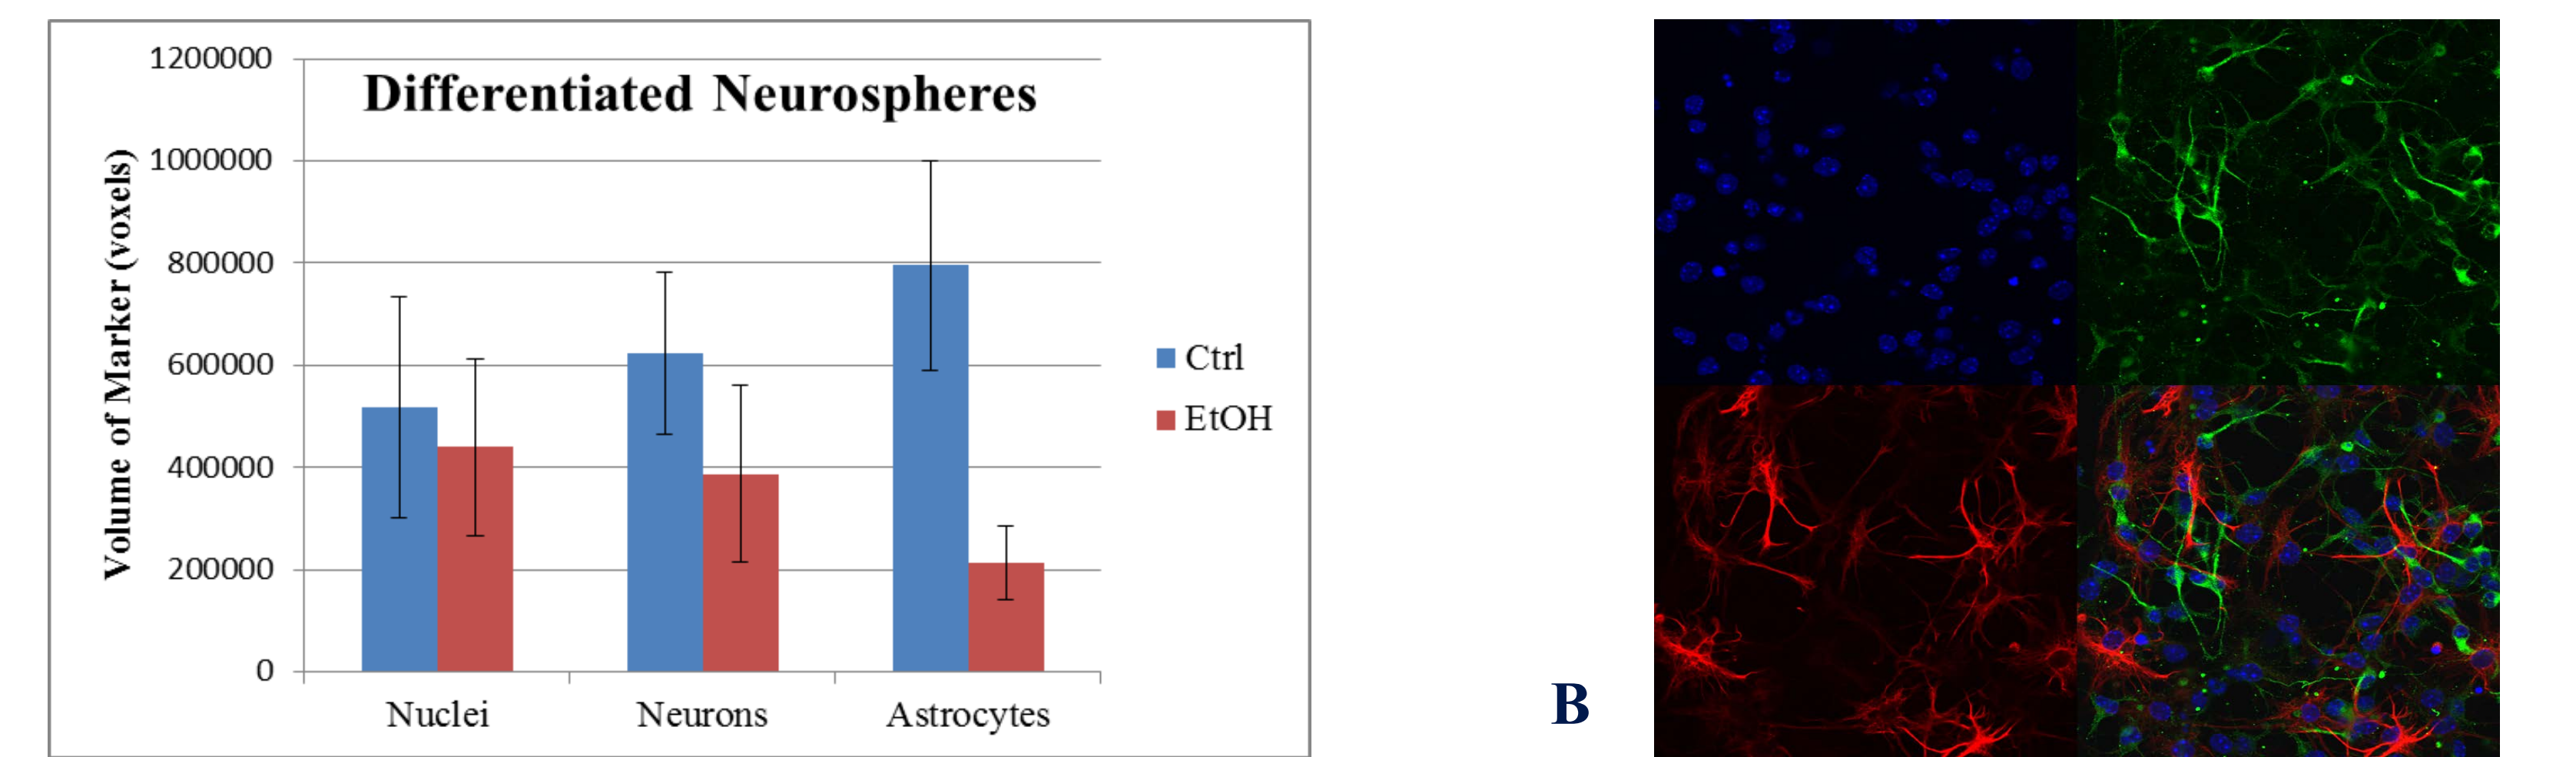 Differentiated Neurospheres
Volume of Marker (voxels)
1200000
1000000
800000
600000
400000
200000
0
Nuclei
Neurons
Astrocytes
Ctrl
EtOH
B